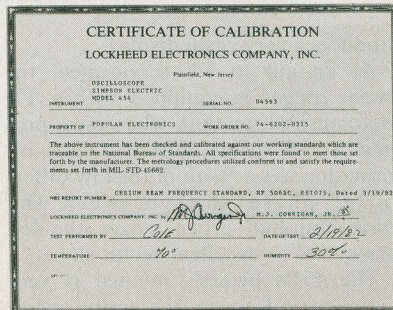 CERTIFICATE OF CALIBRATION
LOCKHEED ELECTRONICS COMPANY, INC.
Plainfield, New Jersey
OSCILLOSCOPE
SIMPSON ELECTRIC
INSTRUMENT MODEL 454 SERIAL NO. 04563
PROPERTY OF POPULAR ELECTRONICS WORK ORDER NO. 74-6202-0315
The above instrument has been checked and calibrated against our working standards which are
traceable to the National Bureau of Standards. All specifications were found to meet those set
forth by the manufacturer. The metrology procedures utilized conform to and satisfy the require-
ments set forth in MIL-STD-45662.
CESIUM BEAM FREQUENCY STANDARD, HP 5062C, Dated 3/19/82
NBS REPORT NUMBER
LOCKHEED ELECTRONICS COMPANY, INC. by M.J. CORRIGAN, JR.
TEST PERFORMED BY COLE DATE OF TEST 2/19/82
TEMPERATURE 70° HUMIDITY 30%